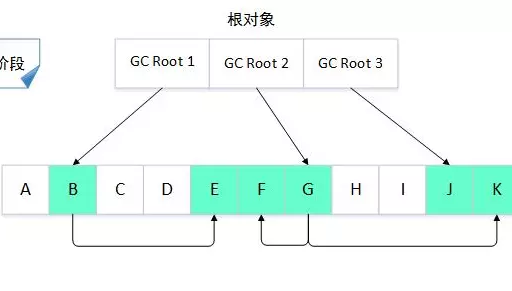 根对象
阶段
GC Root 1 GC Root 2 GC Root 3
A B C D E F G H I J K